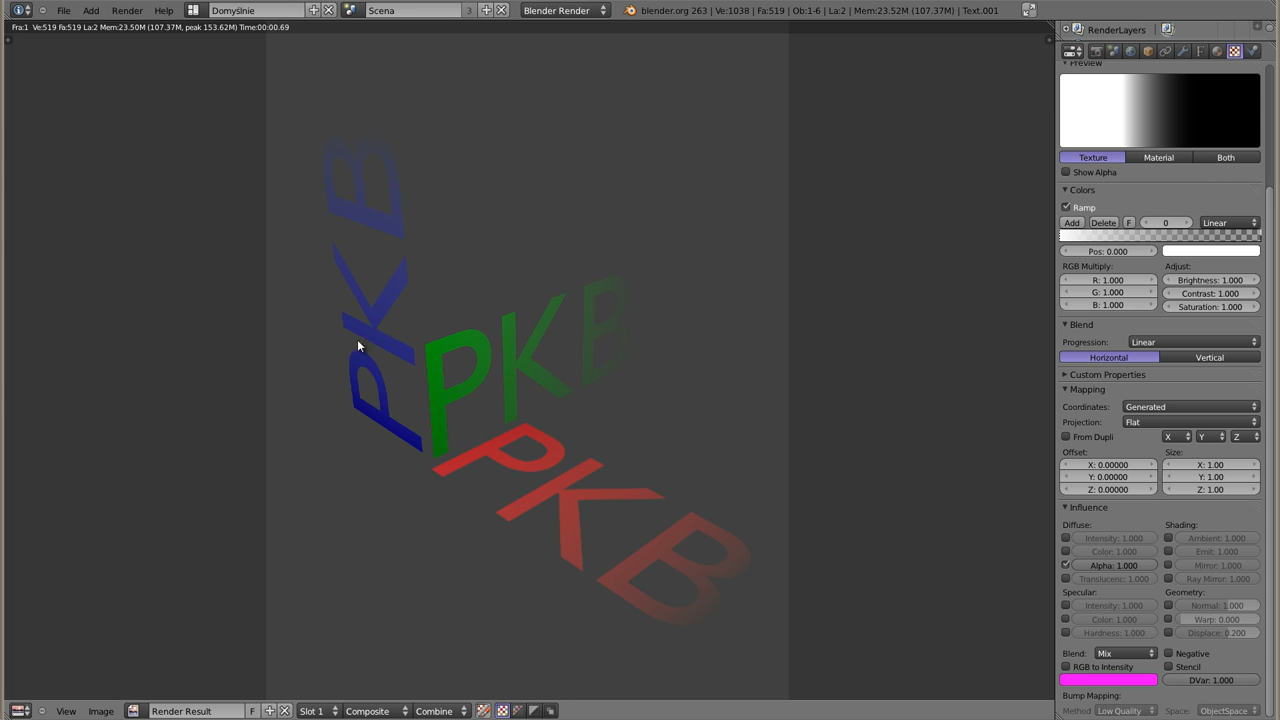 File Add Render Help Domyślnie Scena 3 Blender Render blender.org 263 | Ve:1038 | Fa:519 | Ob:1-6 | La:2 | Mem:23.52M (107.37M) | Text.001
Fra:1 Ve:519 Fa:519 La:2 Mem:23.50M (107.37M, peak 153.62M) Time:00:00.69
RenderLayers
Preview
Texture Material Both
Show Alpha
Colors
Ramp
Add Delete F 0 Linear
Pos: 0.000
RGB Multiply: Adjust:
R: 1.000 Brightness: 1.000
G: 1.000 Contrast: 1.000
B: 1.000 Saturation: 1.000
Blend
Progression: Linear
Horizontal Vertical
Custom Properties
Mapping
Coordinates: Generated
Projection: Flat
From Dupli X Y Z
Offset: Size:
X: 0.00000 X: 1.00
Y: 0.00000 Y: 1.00
Z: 0.00000 Z: 1.00
Influence
Diffuse: Shading:
Intensity: 1.000 Ambient: 1.000
Color: 1.000 Emit: 1.000
Alpha: 1.000 Mirror: 1.000
Translucenc: 1.000 Ray Mirror: 1.000
Specular: Geometry:
Intensity: 1.000 Normal: 1.000
Color: 1.000 Warp: 0.000
Hardness: 1.000 Displace: 0.200
Blend: Mix Negative
RGB to Intensity Stencil
DVar: 1.000
Bump Mapping:
Method Low Quality Space: ObjectSpace
PKB
PKB
PKB
View Image Render Result F Slot 1 Composite Combine